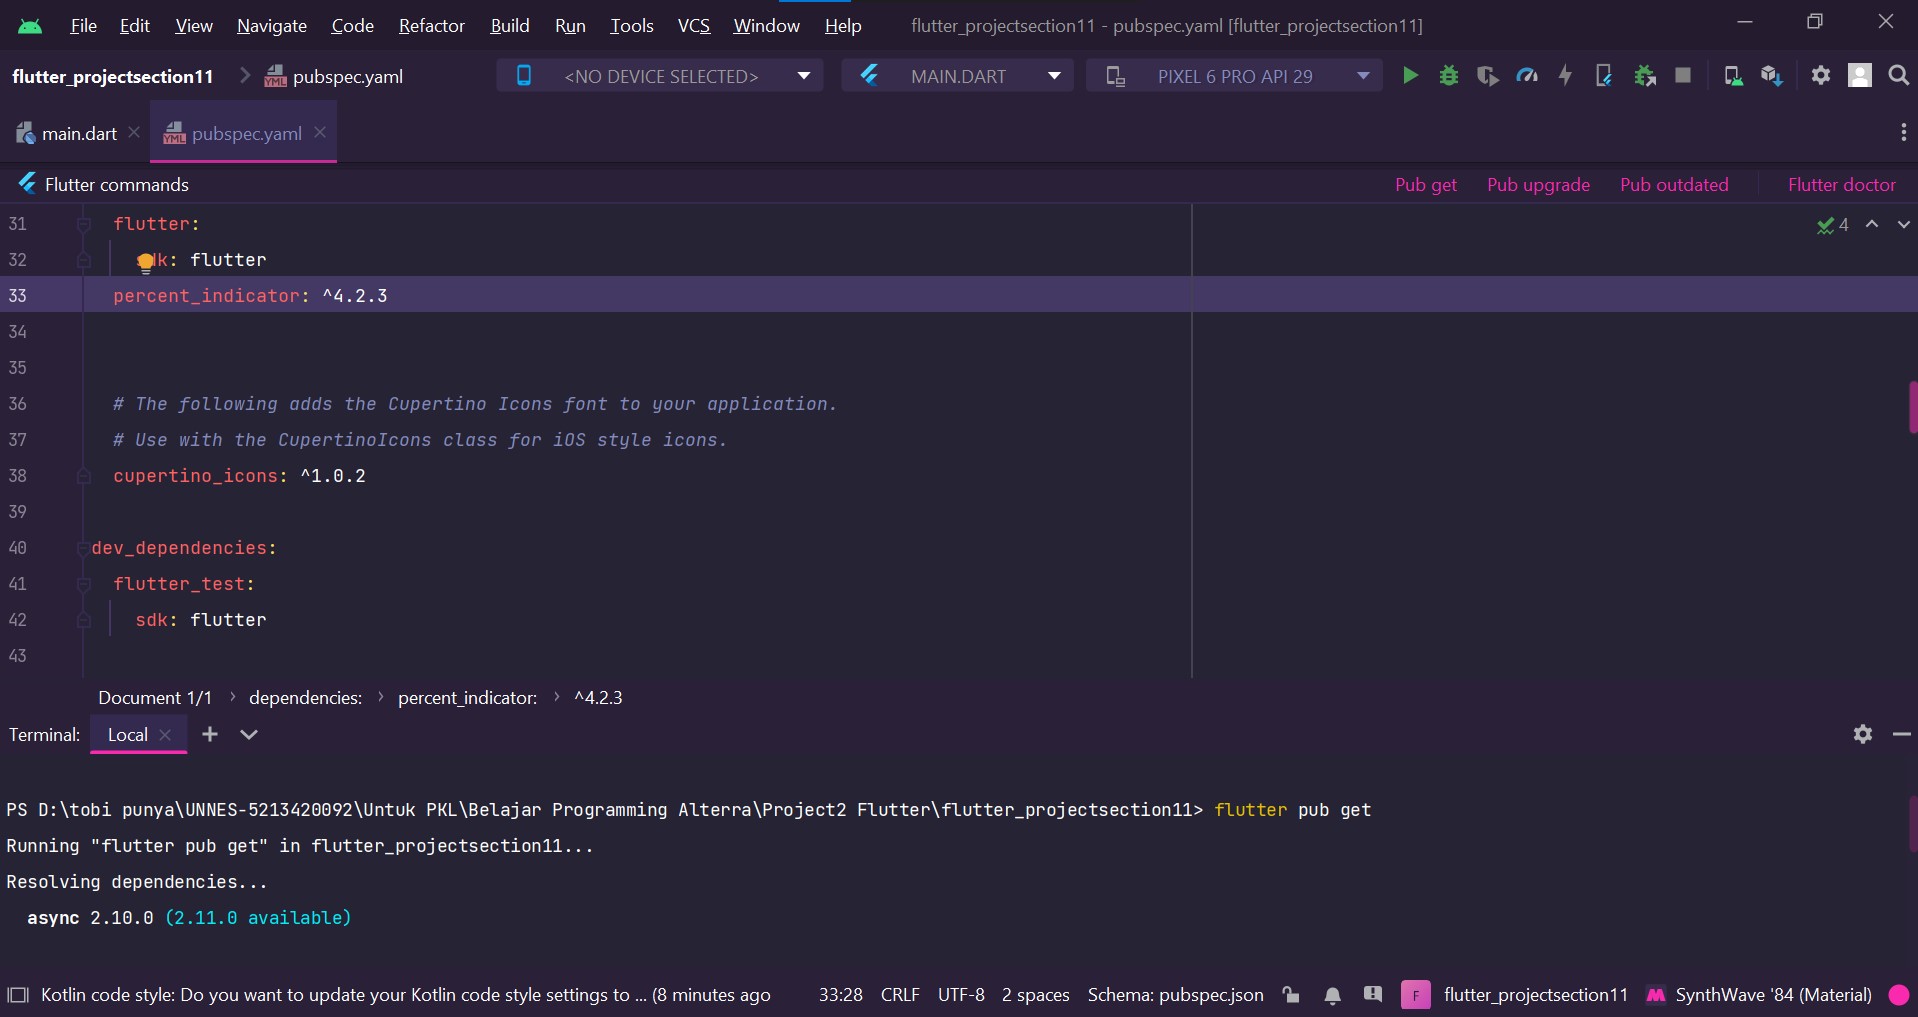 File Edit View Navigate Code Refactor Build Run Tools VCS Window Help flutter_projectsection11 - pubspec.yaml [flutter_projectsection11]
flutter_projectsection11 pubspec.yaml <NO DEVICE SELECTED> MAIN.DART PIXEL 6 PRO API 29
main.dart pubspec.yaml
Flutter commands Pub get Pub upgrade Pub outdated Flutter doctor
31 flutter: 4
32 sdk: flutter
33 percent_indicator: ^4.2.3
34
35
36 # The following adds the Cupertino Icons font to your application.
37 # Use with the CupertinoIcons class for iOS style icons.
38 cupertino_icons: ^1.0.2
39
40 dev_dependencies:
41 flutter_test:
42 sdk: flutter
43
Document 1/1 › dependencies: › percent_indicator: › ^4.2.3
Terminal: Local
PS D:\tobi punya\UNNES-5213420092\Untuk PKL\Belajar Programming Alterra\Project2 Flutter\flutter_projectsection11> flutter pub get
Running "flutter pub get" in flutter_projectsection11...
Resolving dependencies...
async 2.10.0 (2.11.0 available)
Kotlin code style: Do you want to update your Kotlin code style settings to ... (8 minutes ago 33:28 CRLF UTF-8 2 spaces Schema: pubspec.json F flutter_projectsection11 SynthWave '84 (Material)